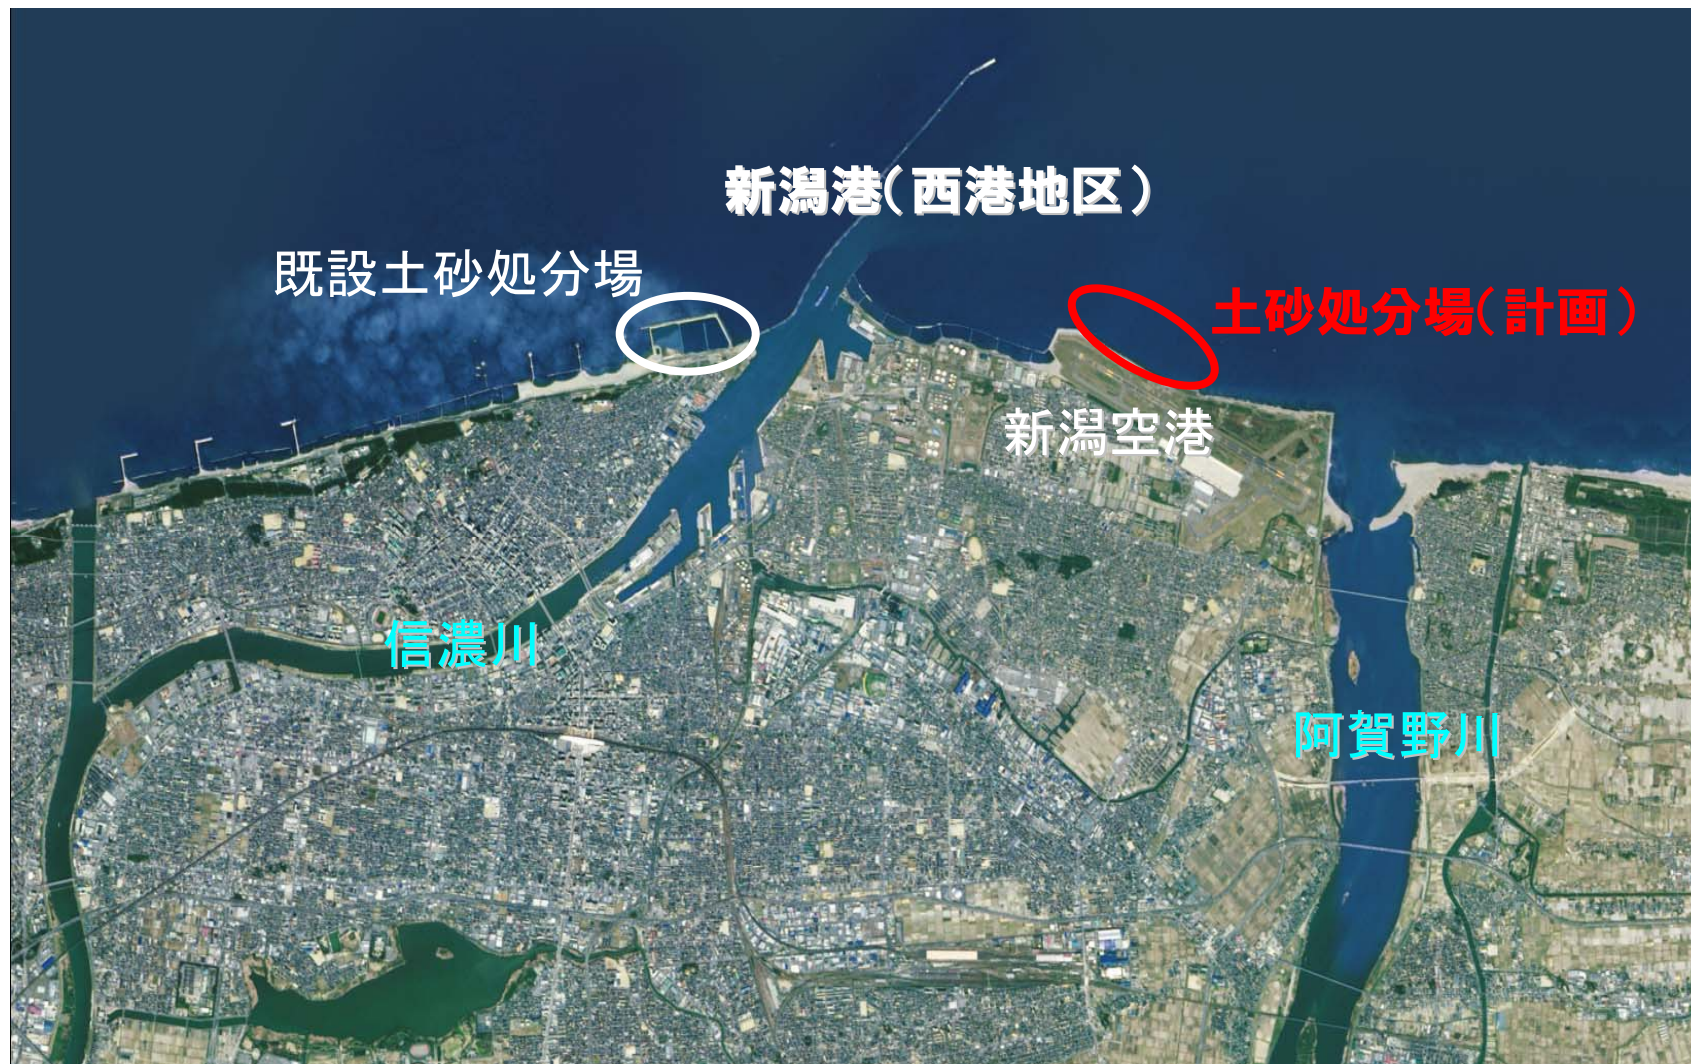 新潟港(西港地区)
既設土砂処分場
土砂処分場(計画)
新潟空港
信濃川
阿賀野川